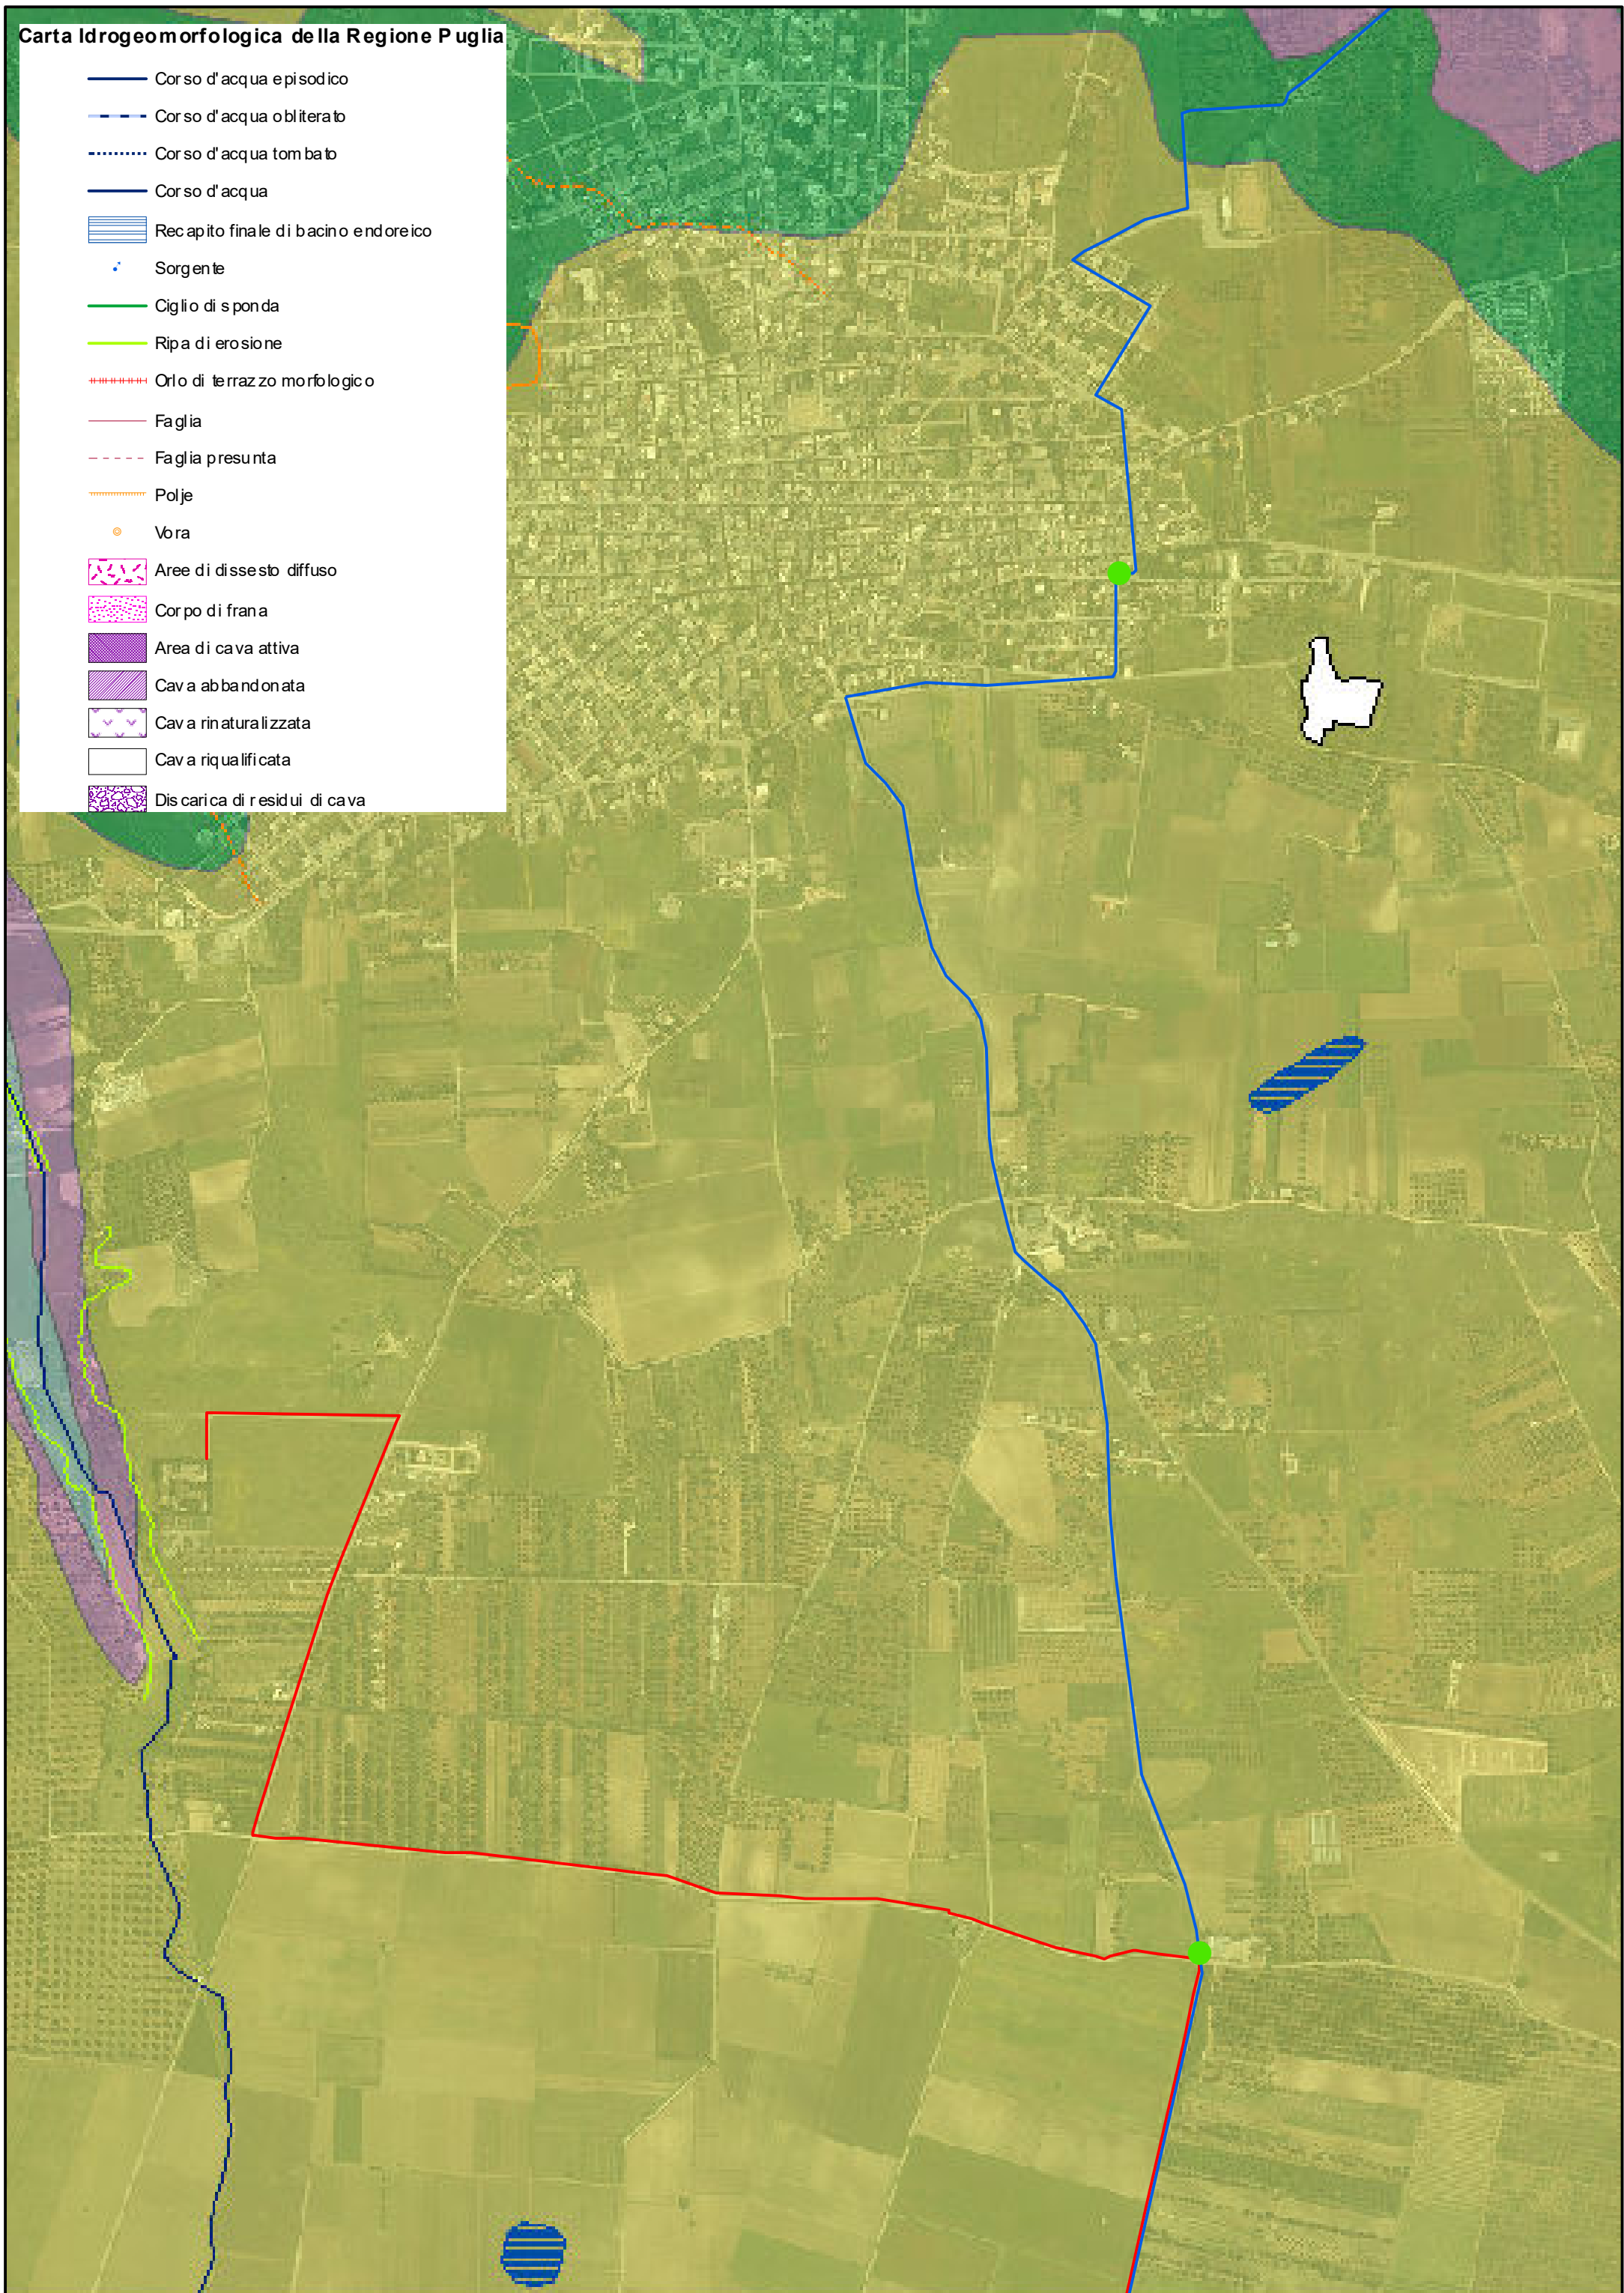 Carta Idrogeomorfologica della Regione Puglia
Corso d'acqua episodico
Corso d'acqua obliterato
Corso d'acqua tombato
Corso d'acqua
Recapito finale di bacino endoreico
Sorgente
Ciglio di sponda
Ripa di erosione
Orlo di terrazzo morfologico
Faglia
Faglia presunta
Polje
Vora
Aree di dissesto diffuso
Corpo di frana
Area di cava attiva
Cava abbandonata
Cava rinaturalizzata
Cava riqualificata
Discarica di residui di cava